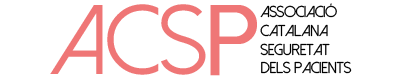 ACSP
ASSOCIACIÓ
CATALANA
SEGURETAT
DELS PACIENTS